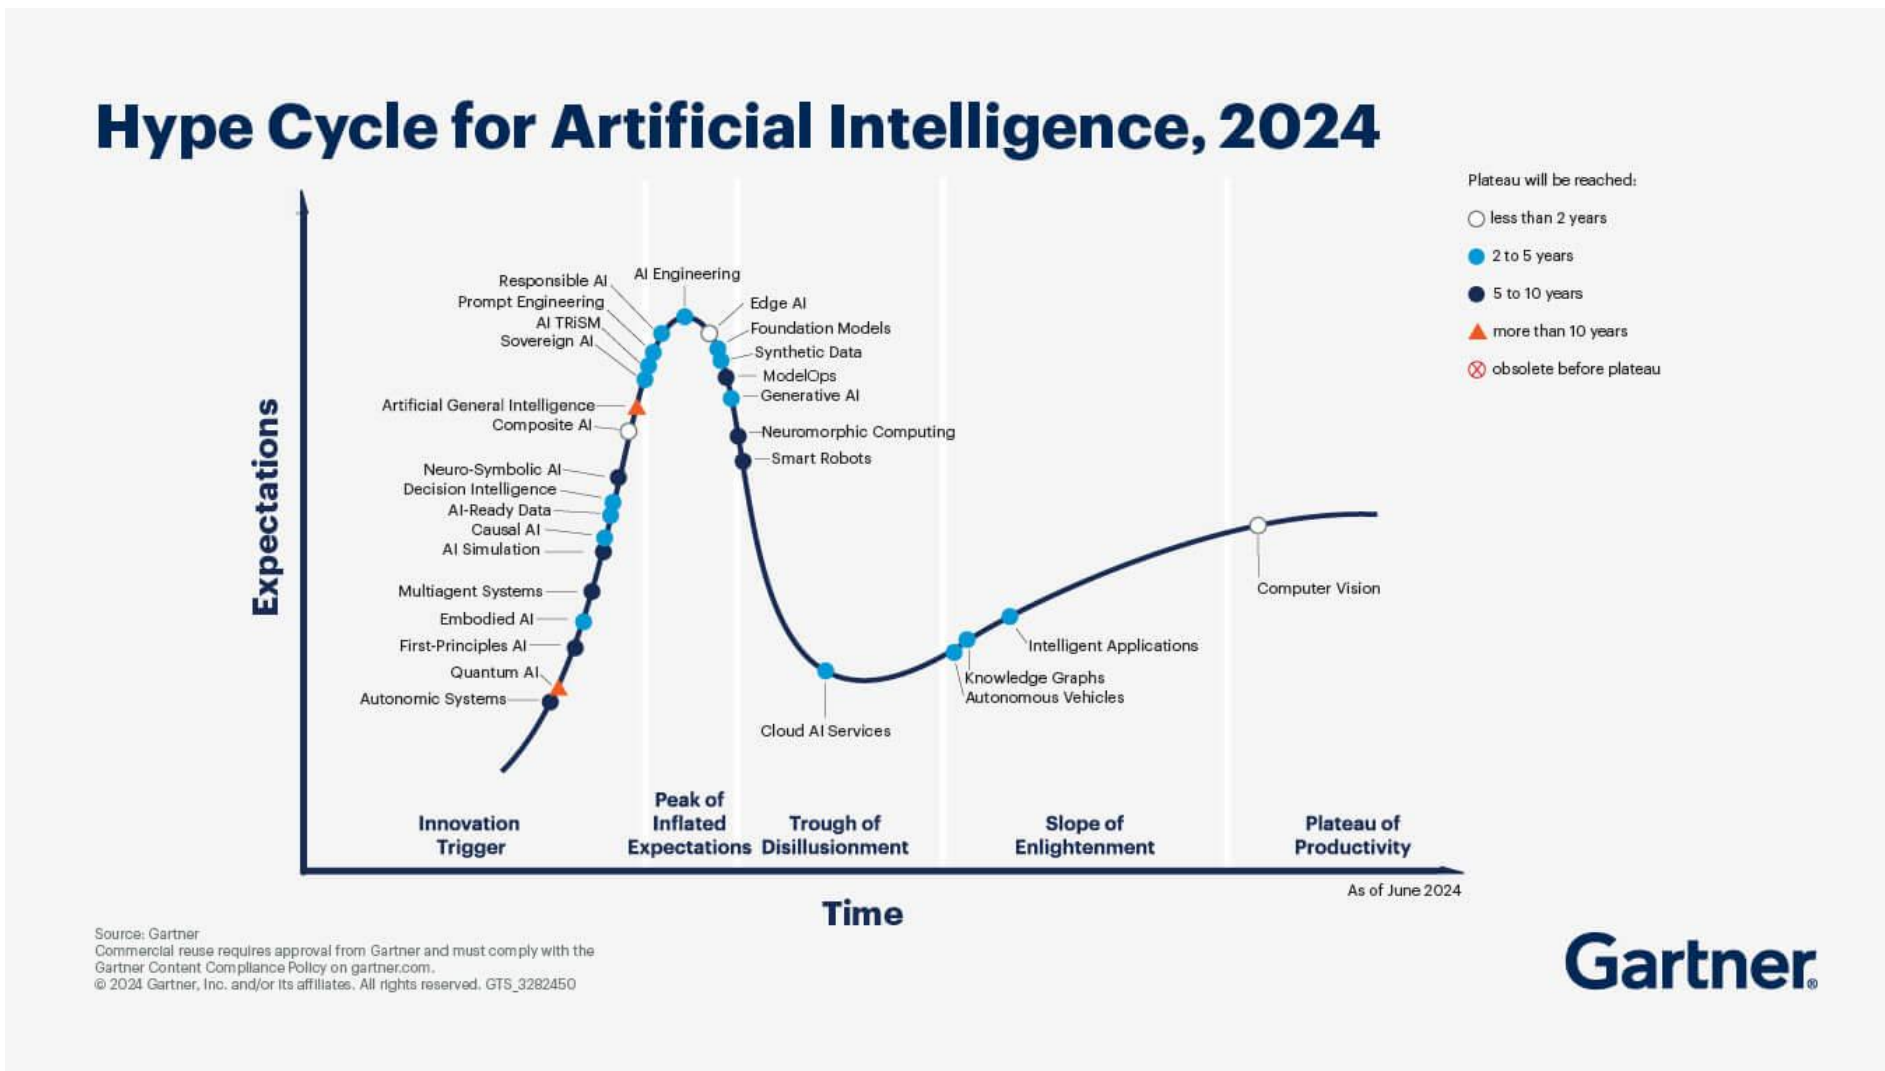 Hype Cycle for Artificial Intelligence, 2024
Plateau will be reached:
less than 2 years
2 to 5 years
5 to 10 years
more than 10 years
obsolete before plateau
Expectations
Responsible AI
AI Engineering
Prompt Engineering
AI TRiSM
Sovereign AI
Edge AI
Foundation Models
Synthetic Data
ModelOps
Generative AI
Neuromorphic Computing
Smart Robots
Artificial General Intelligence
Composite AI
Neuro-Symbolic AI
Decision Intelligence
AI-Ready Data
Causal AI
AI Simulation
Multiagent Systems
Embodied AI
First-Principles AI
Quantum AI
Autonomic Systems
Cloud AI Services
Knowledge Graphs
Autonomous Vehicles
Intelligent Applications
Computer Vision
Innovation
Trigger
Peak of
Inflated
Expectations
Trough of
Disillusionment
Slope of
Enlightenment
Plateau of
Productivity
Time
As of June 2024
Source: Gartner
Commercial reuse requires approval from Gartner and must comply with the
Gartner Content Compliance Policy on gartner.com.
© 2024 Gartner, Inc. and/or its affiliates. All rights reserved. GTS_3282450
Gartner®